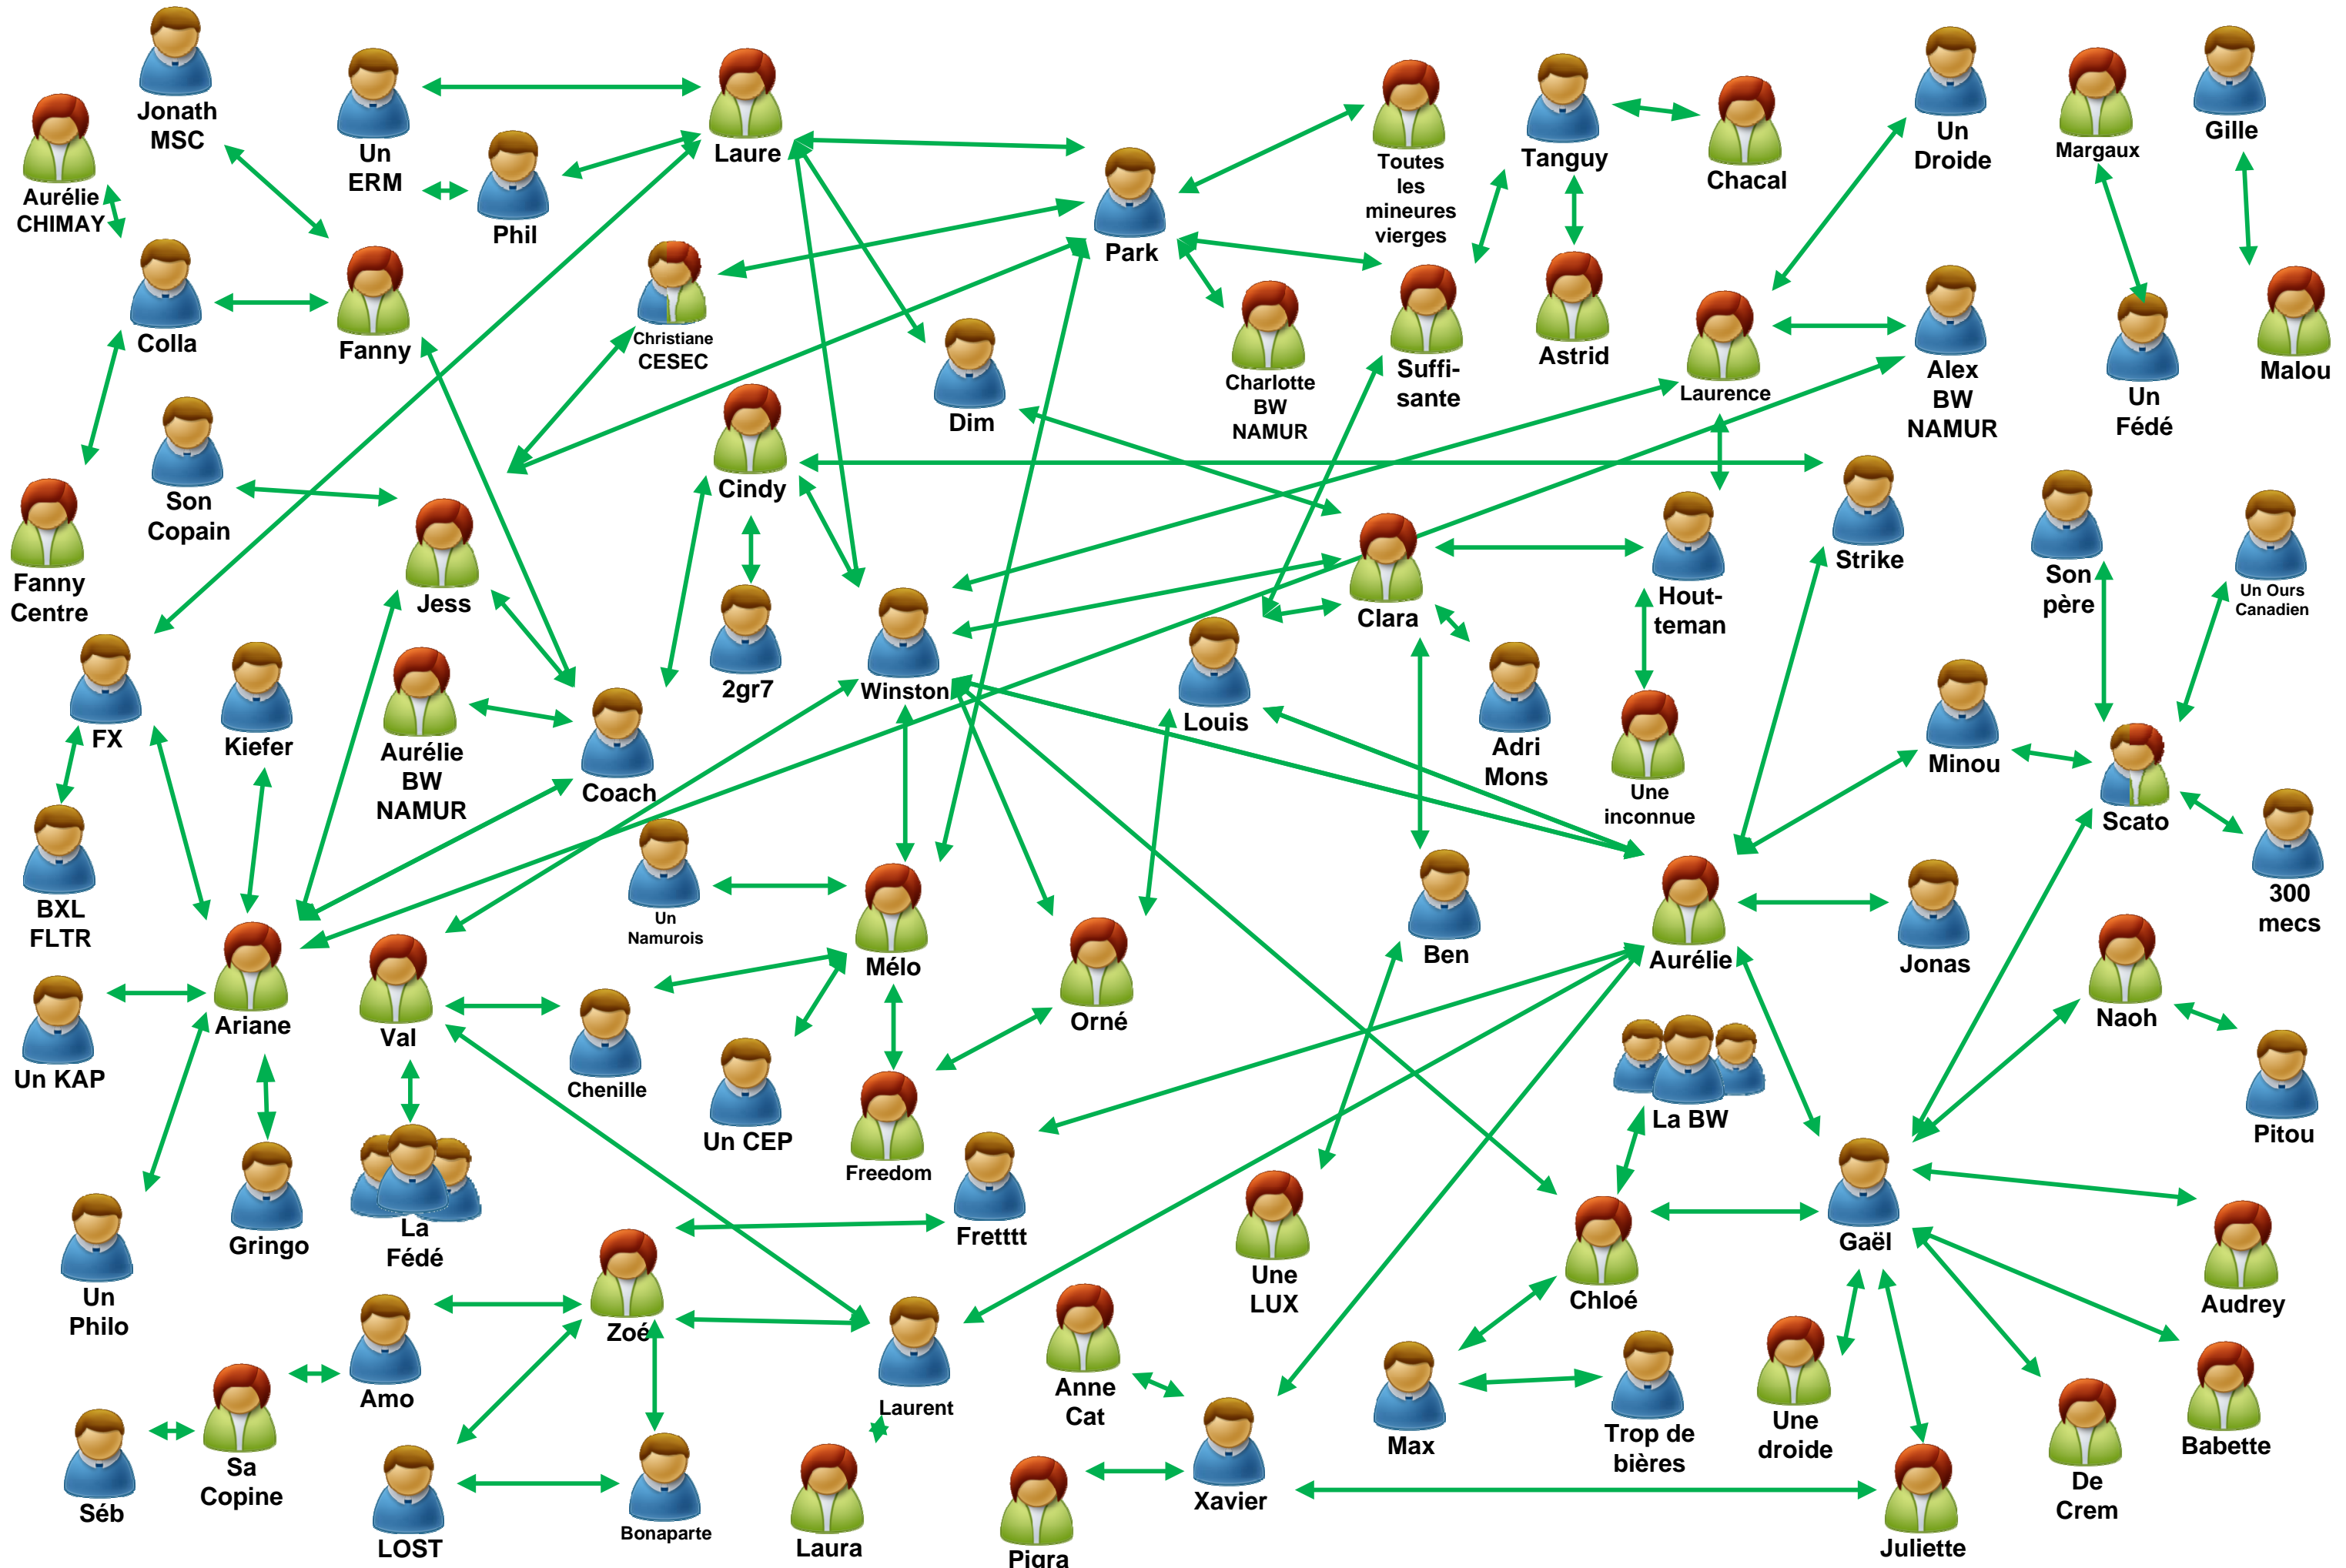 Jonath
MSC
Aurélie
CHIMAY
Un
ERM
Phil
Laure
Park
Toutes
les
mineures
vierges
Tanguy
Chacal
Un
Droide
Margaux
Gille
Colla
Fanny
Christiane
CESEC
Dim
Charlotte
BW
NAMUR
Suffi-
sante
Astrid
Laurence
Alex
BW
NAMUR
Un
Fédé
Malou
Fanny
Centre
Son
Copain
Jess
Cindy
2gr7
Winston
Clara
Hout-
teman
Strike
Son
père
Un Ours
Canadien
FX
Kiefer
Aurélie
BW
NAMUR
Coach
Louis
Adri
Mons
Une
inconnue
Minou
Scato
300
mecs
BXL
FLTR
Ariane
Val
Un
Namurois
Mélo
Orné
Ben
Aurélie
Jonas
Naoh
Pitou
Un KAP
Chenille
Un CEP
Freedom
La BW
Gaël
Un
Philo
Gringo
La
Fédé
Zoé
Fretttt
Une
LUX
Chloé
Audrey
Amo
Laurent
Anne
Cat
Max
Trop de
bières
Une
droide
De
Crem
Babette
Séb
Sa
Copine
LOST
Bonaparte
Laura
Pigra
Xavier
Juliette